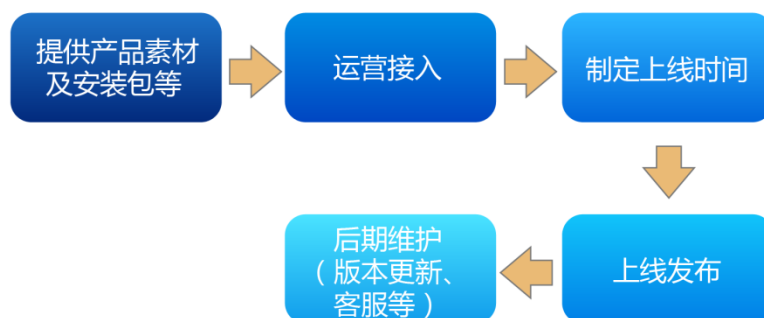 提供产品素材
及安装包等
运营接入
制定上线时间
上线发布
后期维护
（版本更新、
客服等）